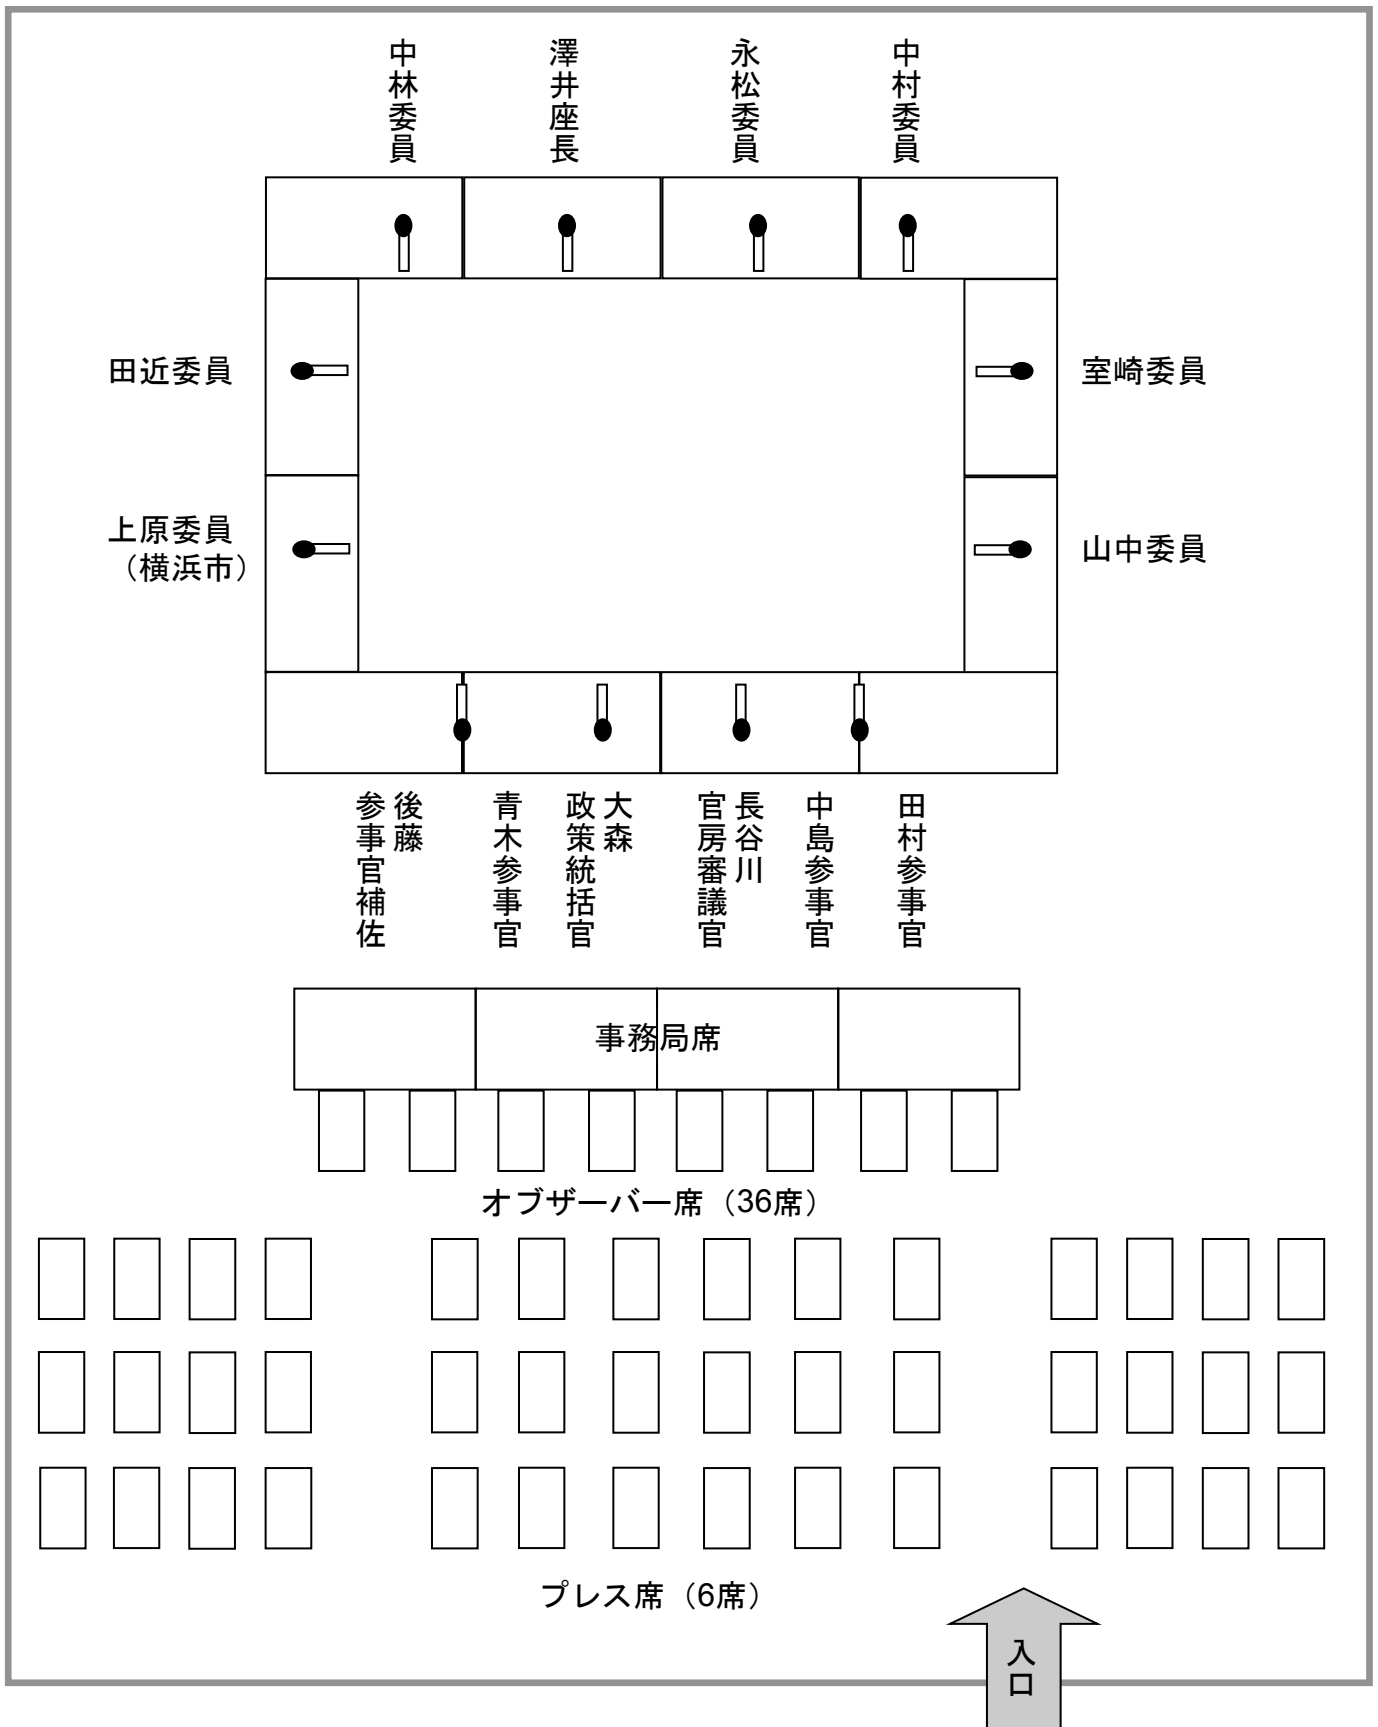 中林委員
澤井座長
永松委員
中村委員
田近委員
室崎委員
上原委員
（横浜市）
山中委員
後藤
参事官補佐
青木参事官
大森
政策統括官
長谷川
官房審議官
中島参事官
田村参事官
事務局席
オブザーバー席（36席）
プレス席（6席）
入口